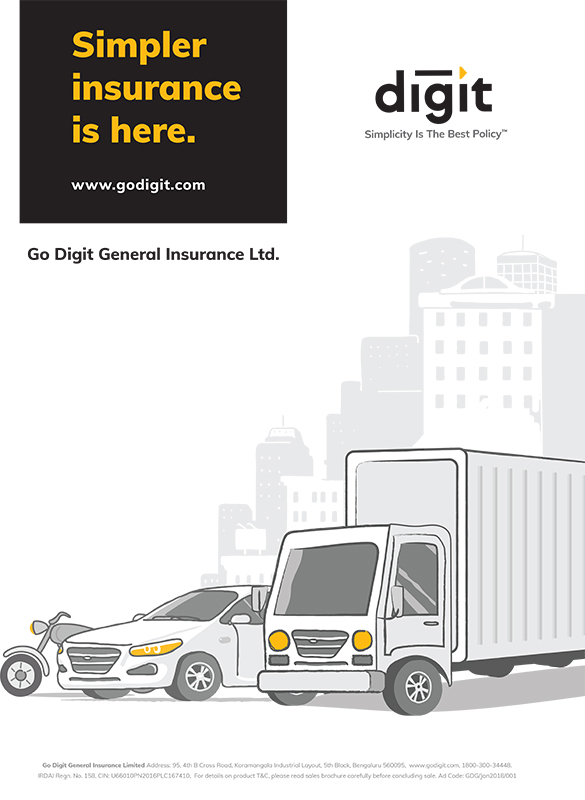 Simpler
insurance
is here.
www.godigit.com
digit
Simplicity Is The Best Policy™
Go Digit General Insurance Ltd.
Go Digit General Insurance Limited Address: 95, 4th B Cross Road, Koramangala Industrial Layout, 5th Block, Bengaluru 560095, www.godigit.com, 1800-300-34448,
IRDAI Regn. No. 158, CIN: U66010PN2016PLC167410, For details on product T&C, please read sales brochure carefully before concluding sale. Ad Code: GDG/Jan2018/001